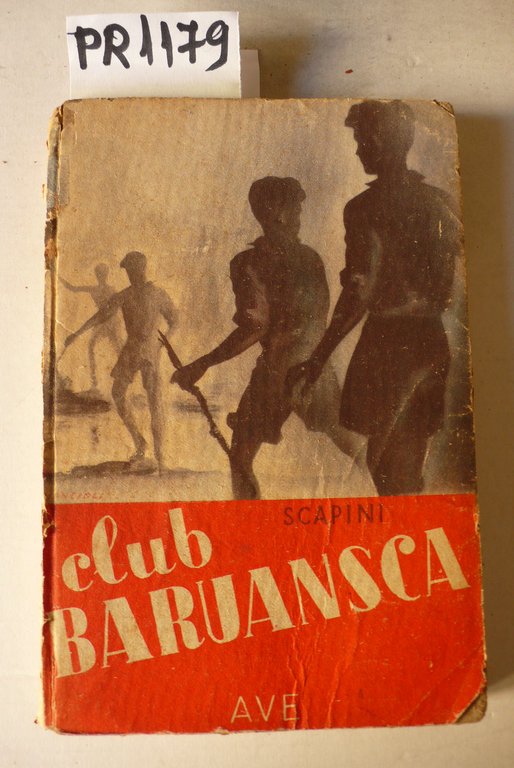 PR1179
SCAPINI
club
BARUANSCA
AVE